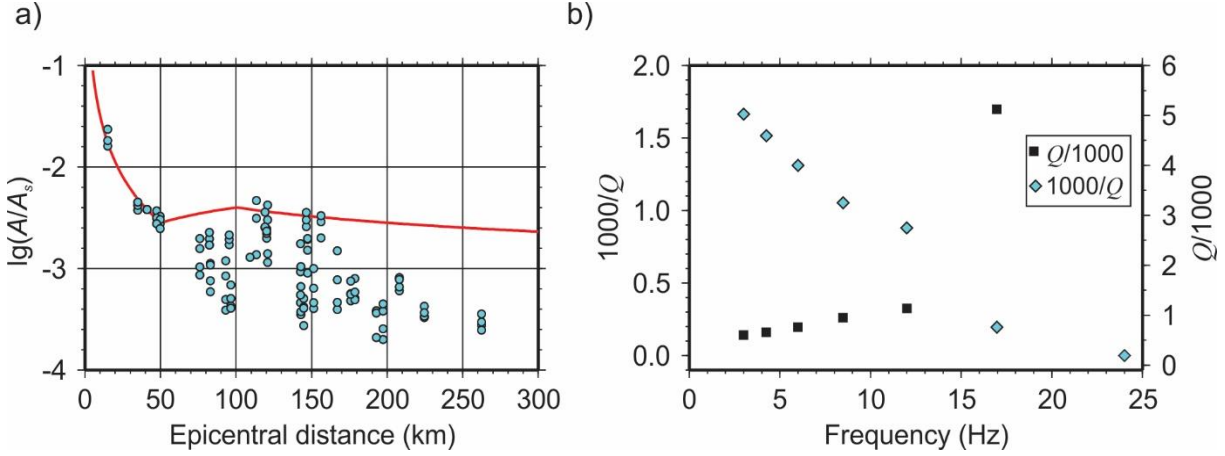 a)
b)
-1
-2
-3
-4
lg(A/Aₛ)
0 50 100 150 200 250 300
Epicentral distance (km)
2.0
1.5
1.0
0.5
0.0
1000/Q
6
5
4
3
2
1
0
Q/1000
Q/1000
1000/Q
0 5 10 15 20 25
Frequency (Hz)